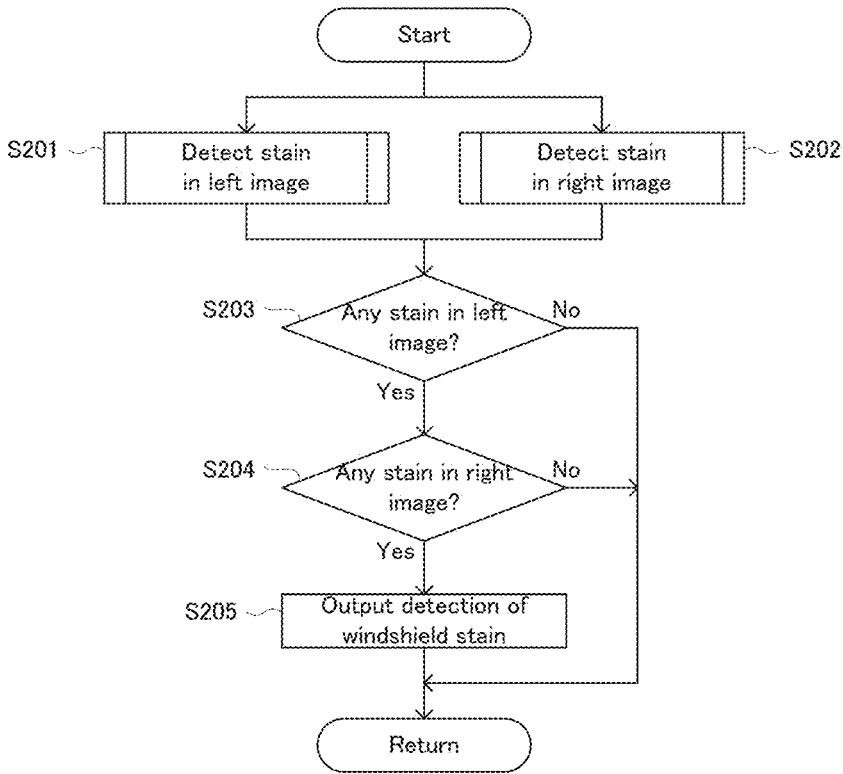 Start
S201
Detect stain
in left image
Detect stain
in right image
S202
S203
Any stain in left
image?
No
Yes
S204
Any stain in right
image?
No
Yes
S205
Output detection of
windshield stain
Return